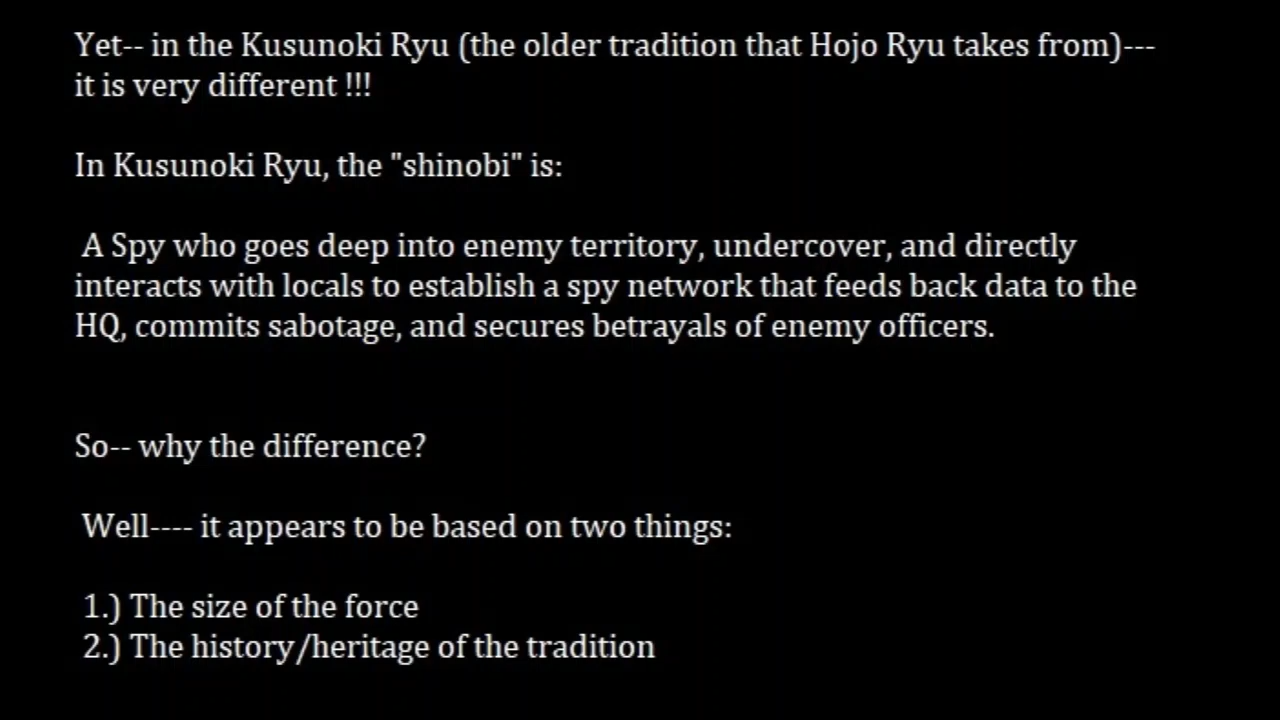 Yet-- in the Kusunoki Ryu (the older tradition that Hojo Ryu takes from)---
it is very different !!!
In Kusunoki Ryu, the "shinobi" is:
A Spy who goes deep into enemy territory, undercover, and directly
interacts with locals to establish a spy network that feeds back data to the
HQ, commits sabotage, and secures betrayals of enemy officers.
So-- why the difference?
Well---- it appears to be based on two things:
1.) The size of the force
2.) The history/heritage of the tradition